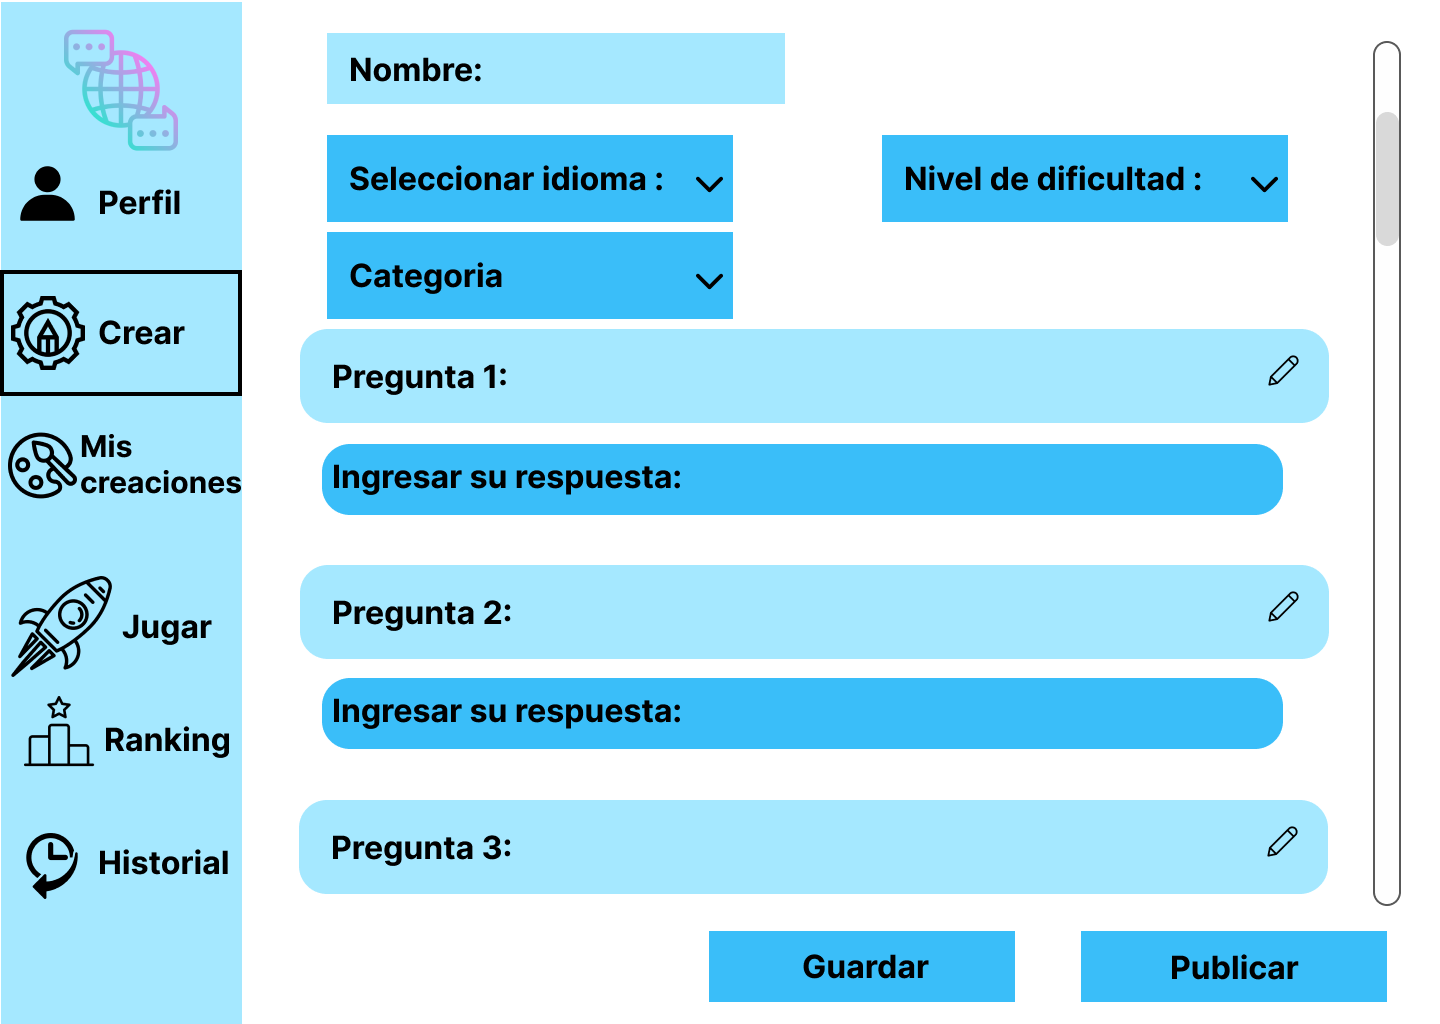 Perfil
Crear
Mis
creaciones
Jugar
Ranking
Historial
Nombre:
Seleccionar idioma :
Nivel de dificultad :
Categoria
Pregunta 1:
Ingresar su respuesta:
Pregunta 2:
Ingresar su respuesta:
Pregunta 3:
Guardar
Publicar